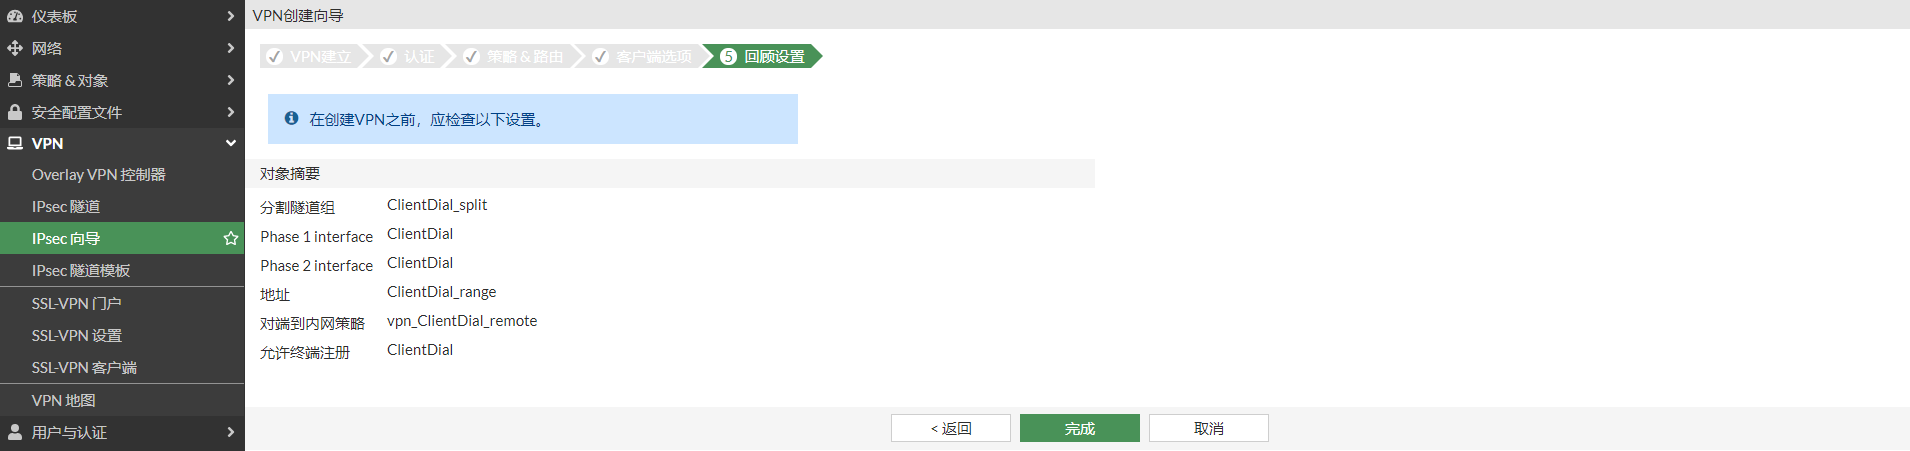 仪表板
网络
策略 & 对象
安全配置文件
VPN
Overlay VPN 控制器
IPsec 隧道
IPsec 向导
IPsec 隧道模板
SSL-VPN 门户
SSL-VPN 设置
SSL-VPN 客户端
VPN 地图
用户与认证
VPN创建向导
VPN建立 认证 策略 & 路由 客户端选项 5 回顾设置
在创建VPN之前，应检查以下设置。
对象摘要
分割隧道组 ClientDial_split
Phase 1 interface ClientDial
Phase 2 interface ClientDial
地址 ClientDial_range
对端到内网策略 vpn_ClientDial_remote
允许终端注册 ClientDial
< 返回 完成 取消